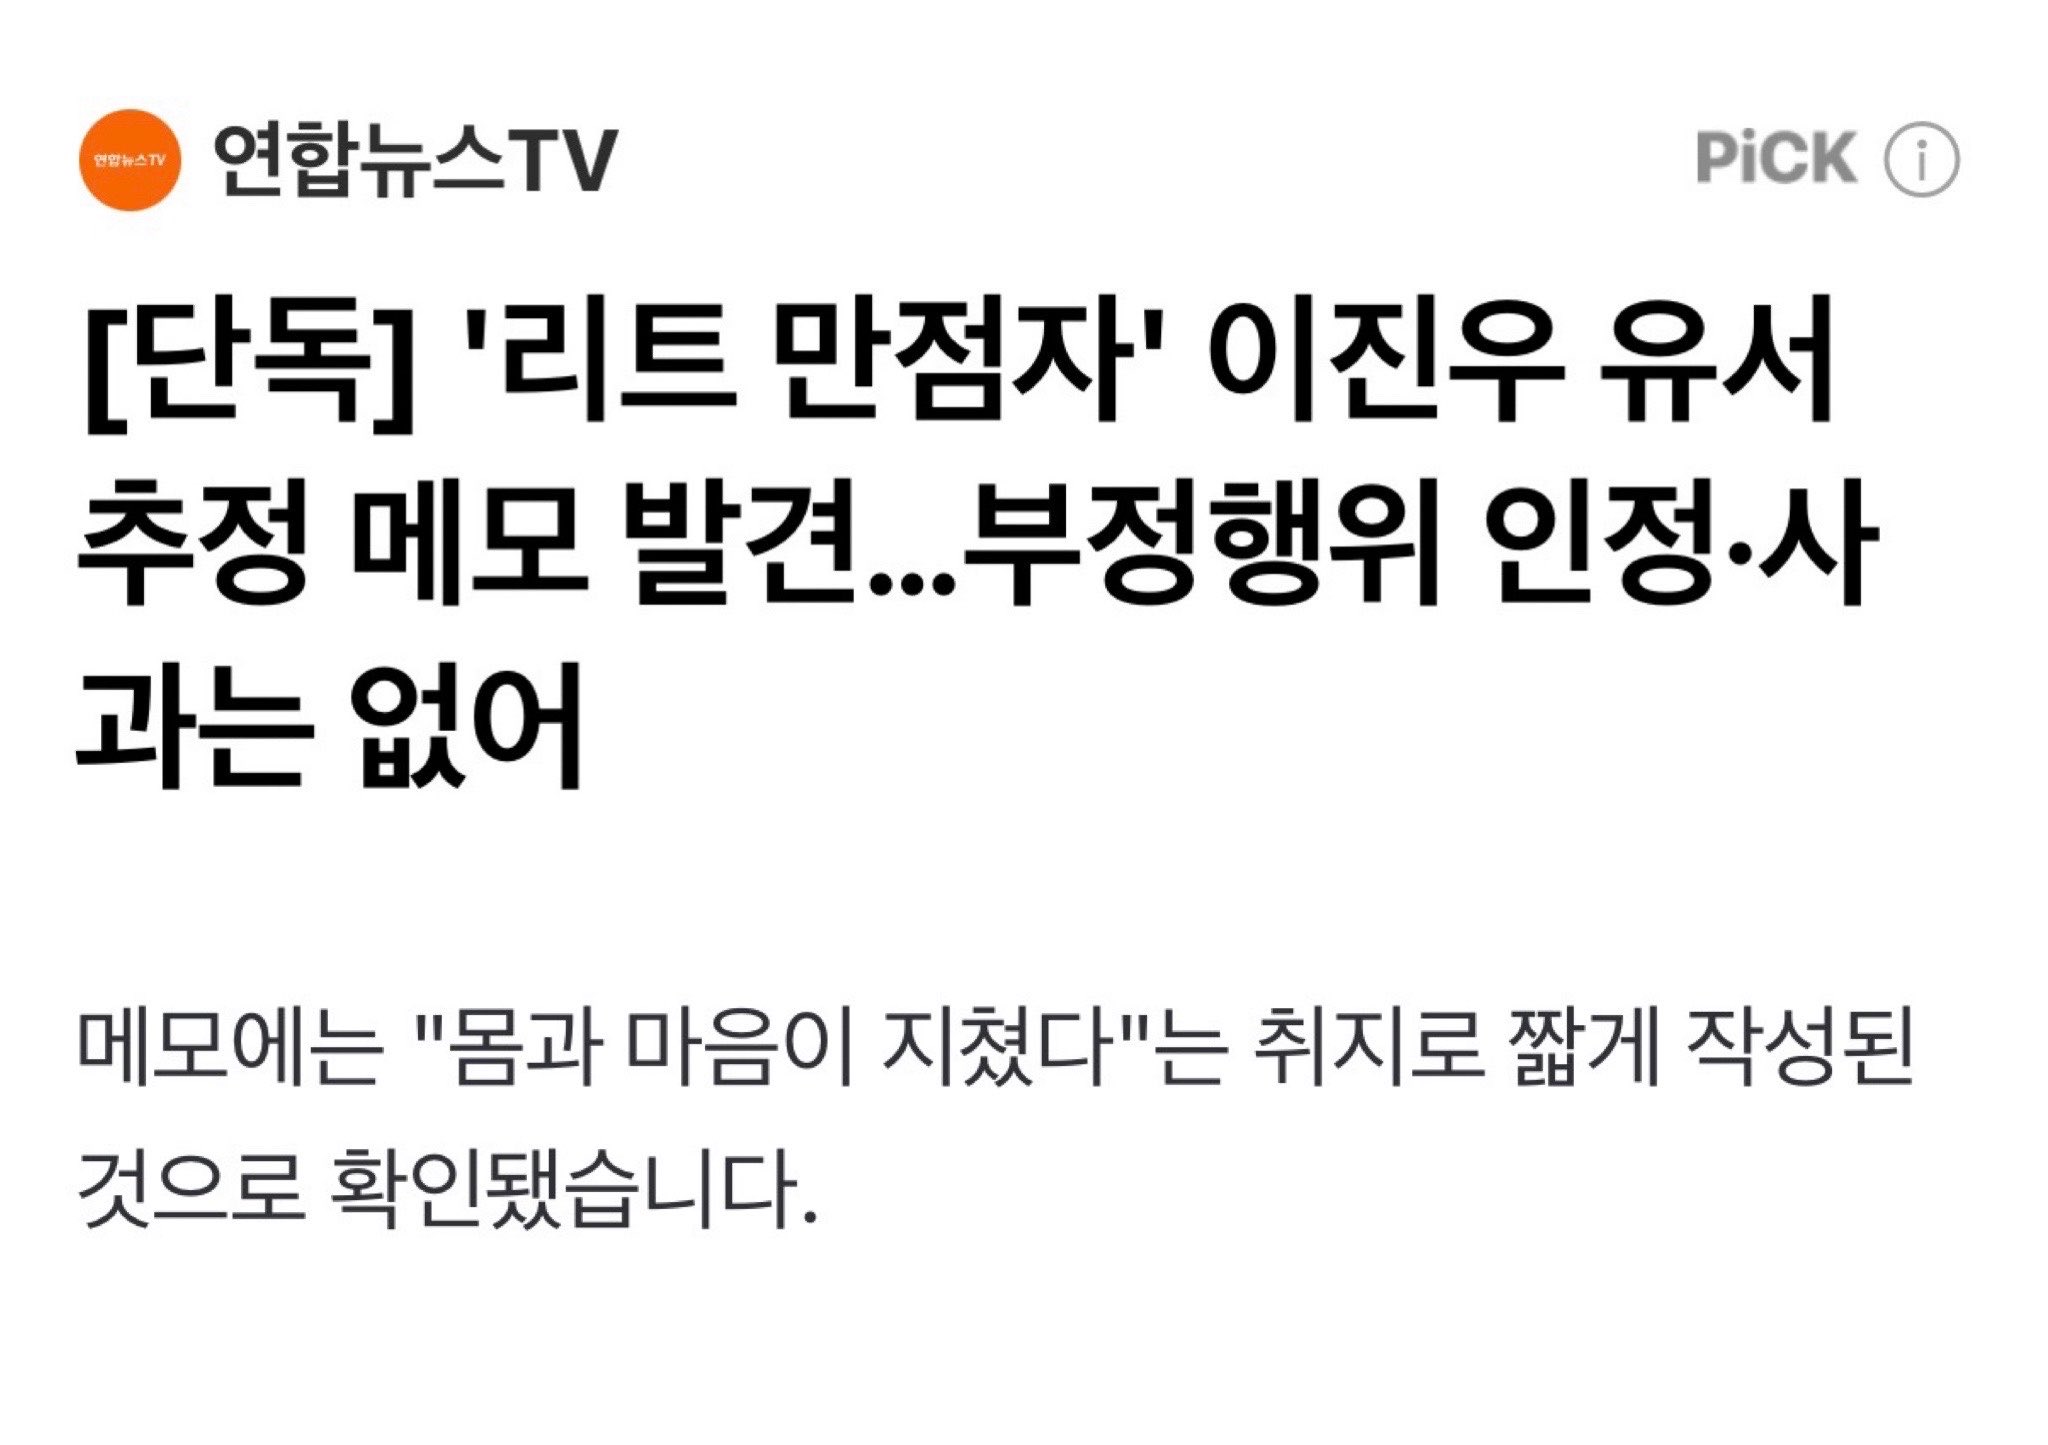 연합뉴스TV 연합뉴스TV PiCK i
[단독] '리트 만점자' 이진우 유서
추정 메모 발견...부정행위 인정·사
과는 없어
메모에는 "몸과 마음이 지쳤다"는 취지로 짧게 작성된
것으로 확인됐습니다.